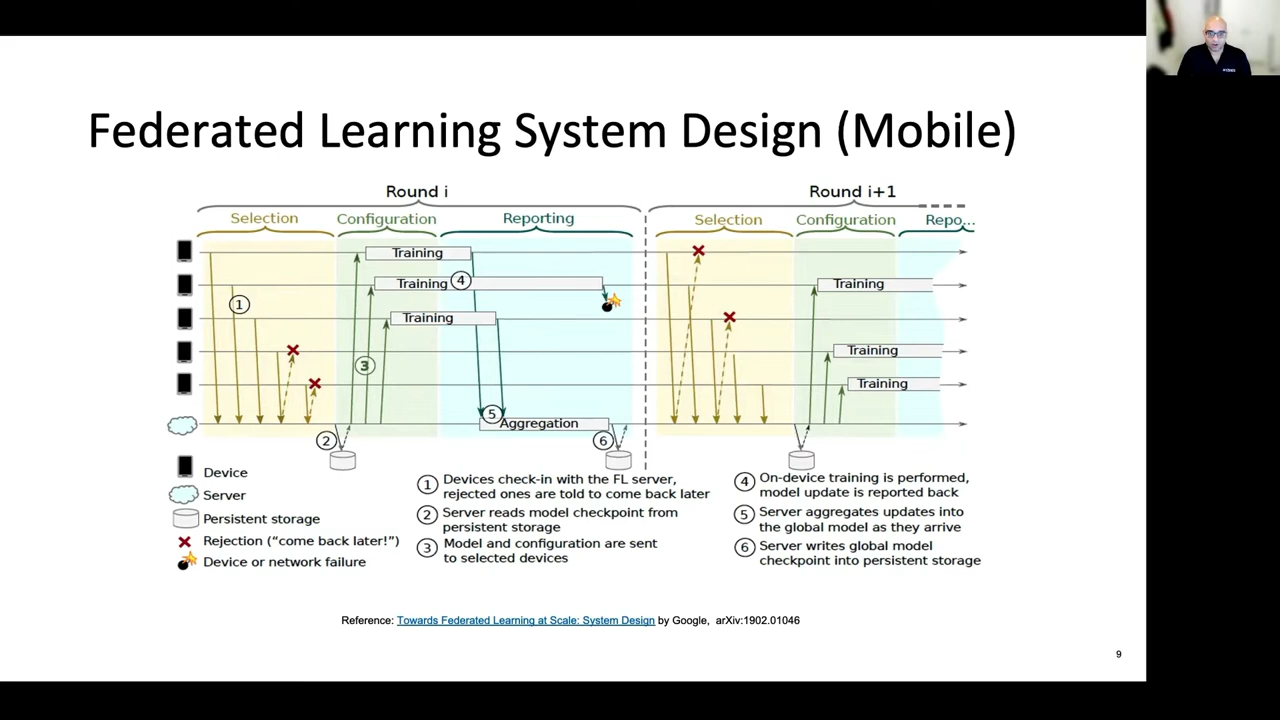 Federated Learning System Design (Mobile)
Round i
Round i+1
Selection
Configuration
Reporting
Selection
Configuration
Repo...
Training
Training
4
Training
1
3
5
Aggregation
2
6
Training
Training
Training
Device
Server
Persistent storage
Rejection (“come back later!”)
Device or network failure
1 Devices check-in with the FL server,
rejected ones are told to come back later
2 Server reads model checkpoint from
persistent storage
3 Model and configuration are sent
to selected devices
4 On-device training is performed,
model update is reported back
5 Server aggregates updates into
the global model as they arrive
6 Server writes global model
checkpoint into persistent storage
Reference: Towards Federated Learning at Scale: System Design by Google, arXiv:1902.01046
9